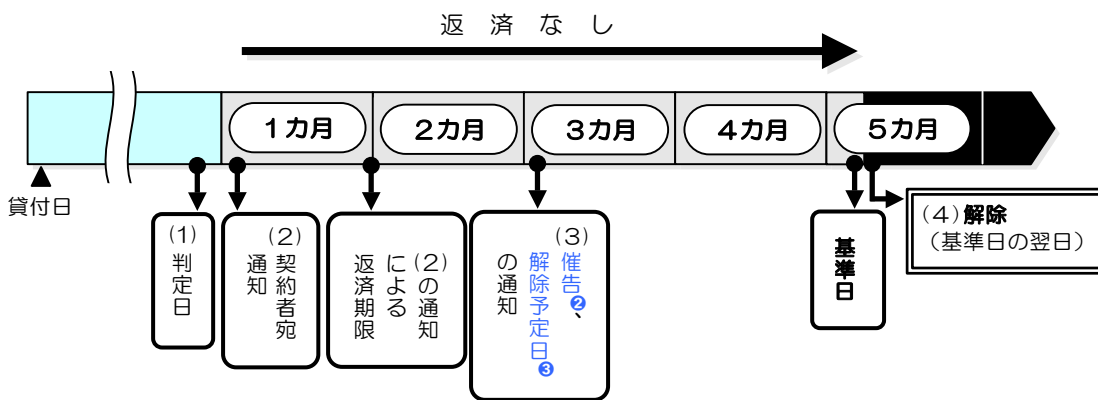 返済なし
1カ月
2カ月
3カ月
4カ月
5カ月
貸付日
(1)
判定日
(2)
契約者宛
通知
(2)の通知
による
返済期限
(3)
催告❷、
解除予定日❸
の通知
基準日
(4)解除
(基準日の翌日)